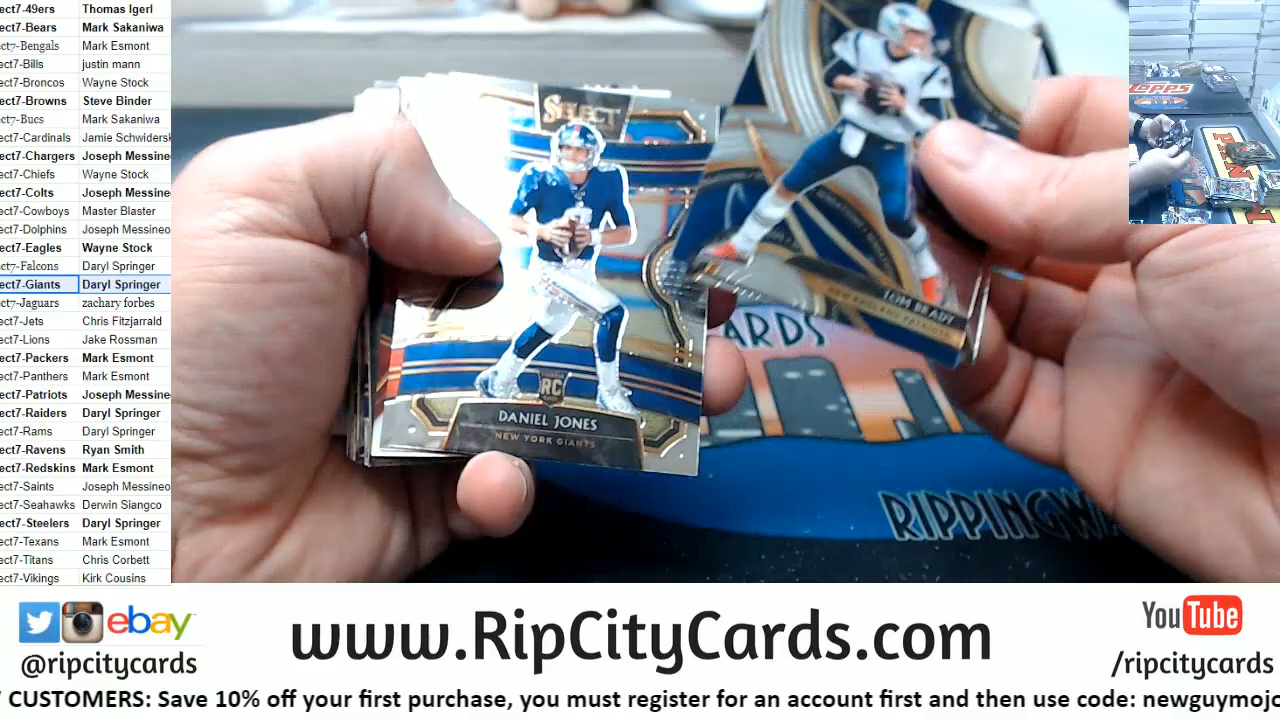 ect7-49ers Thomas Igerl
ect7-Bears Mark Sakaniwa
ect7-Bengals Mark Esmont
ect7-Bills justin mann
ect7-Broncos Wayne Stock
ect7-Browns Steve Binder
ect7-Bucs Mark Sakaniwa
ect7-Cardinals Jamie Schwidersk
ect7-Chargers Joseph Messine
ect7-Chiefs Wayne Stock
ect7-Colts Joseph Messine
ect7-Cowboys Master Blaster
ect7-Dolphins Joseph Messineo
ect7-Eagles Wayne Stock
ect7-Falcons Daryl Springer
ect7-Giants Daryl Springer
ect7-Jaguars zachary forbes
ect7-Jets Chris Fitzjarrald
ect7-Lions Jake Rossman
ect7-Packers Mark Esmont
ect7-Panthers Mark Esmont
ect7-Patriots Joseph Messine
ect7-Raiders Daryl Springer
ect7-Rams Daryl Springer
ect7-Ravens Ryan Smith
ect7-Redskins Mark Esmont
ect7-Saints Joseph Messineo
ect7-Seahawks Derwin Siangco
ect7-Steelers Daryl Springer
ect7-Texans Mark Esmont
ect7-Titans Chris Corbett
ect7-Vikings Kirk Cousins
SELECT
RC
DANIEL JONES
NEW YORK GIANTS
TOM BRADY
NEW ENGLAND PATRIOTS
ARDS
RIPPINGW
TOPPS
ebay
@ripcitycards
www.RipCityCards.com
YouTube
/ripcitycards
CUSTOMERS: Save 10% off your first purchase, you must register for an account first and then use code: newguymojo